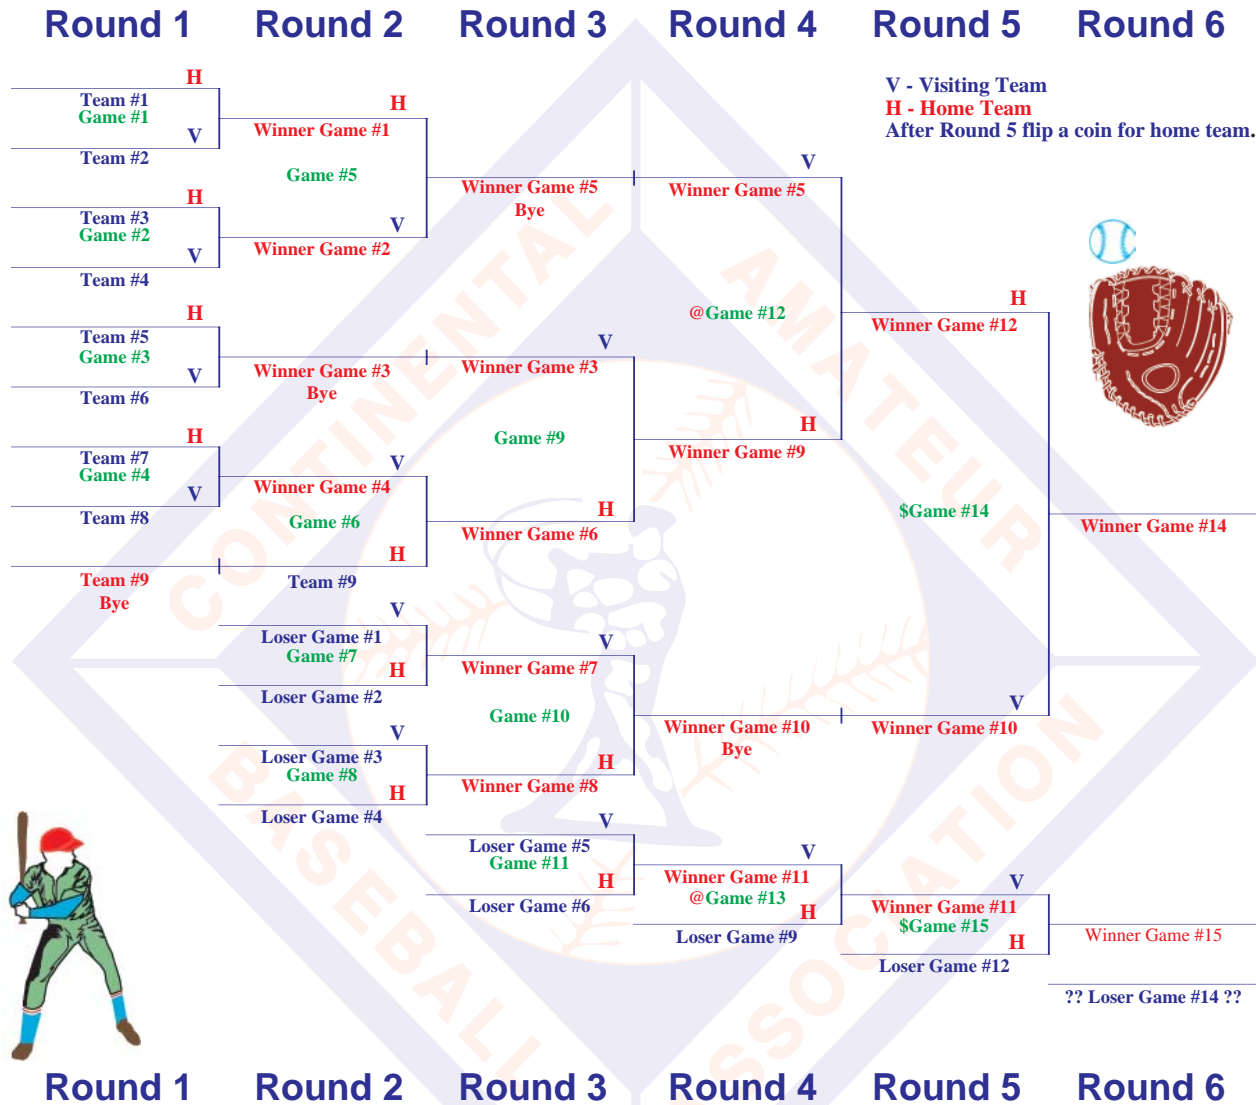 Round 1 Round 2 Round 3 Round 4 Round 5 Round 6
V - Visiting Team
H - Home Team
After Round 5 flip a coin for home team.
H
Team #1
Game #1
V
Team #2
H
Team #3
Game #2
V
Team #4
H
Team #5
Game #3
V
Team #6
H
Team #7
Game #4
V
Team #8
Team #9
Bye
H
Winner Game #1
Game #5
V
Winner Game #2
Winner Game #3
Bye
V
Winner Game #4
Game #6
H
Team #9
V
Loser Game #1
Game #7
H
Loser Game #2
V
Loser Game #3
Game #8
H
Loser Game #4
Winner Game #5
Bye
V
Winner Game #3
Game #9
H
Winner Game #6
V
Winner Game #7
Game #10
H
Winner Game #8
V
Loser Game #5
Game #11
H
Loser Game #6
V
Winner Game #5
@Game #12
H
Winner Game #9
Winner Game #10
Bye
V
Winner Game #11
@Game #13
H
Loser Game #9
H
Winner Game #12
$Game #14
V
Winner Game #10
V
Winner Game #11
$Game #15
H
Loser Game #12
Winner Game #14
Winner Game #15
?? Loser Game #14 ??
CONTINENTAL
AMATEUR
BASEBALL
ASSOCIATION
Round 1 Round 2 Round 3 Round 4 Round 5 Round 6